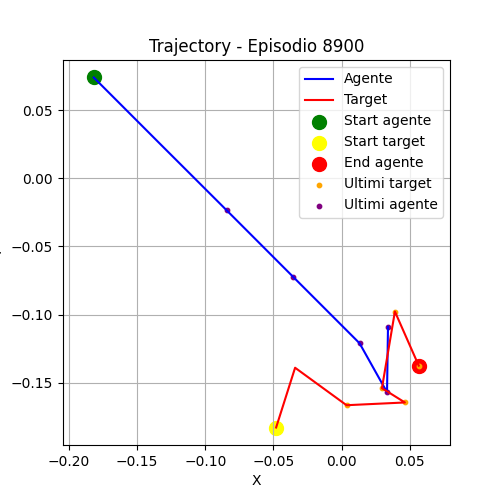 Trajectory - Episodio 8900
Agente
Target
Start agente
Start target
End agente
Ultimi target
Ultimi agente
0.05
0.00
−0.05
−0.10
−0.15
−0.20
−0.15
−0.10
−0.05
0.00
0.05
X